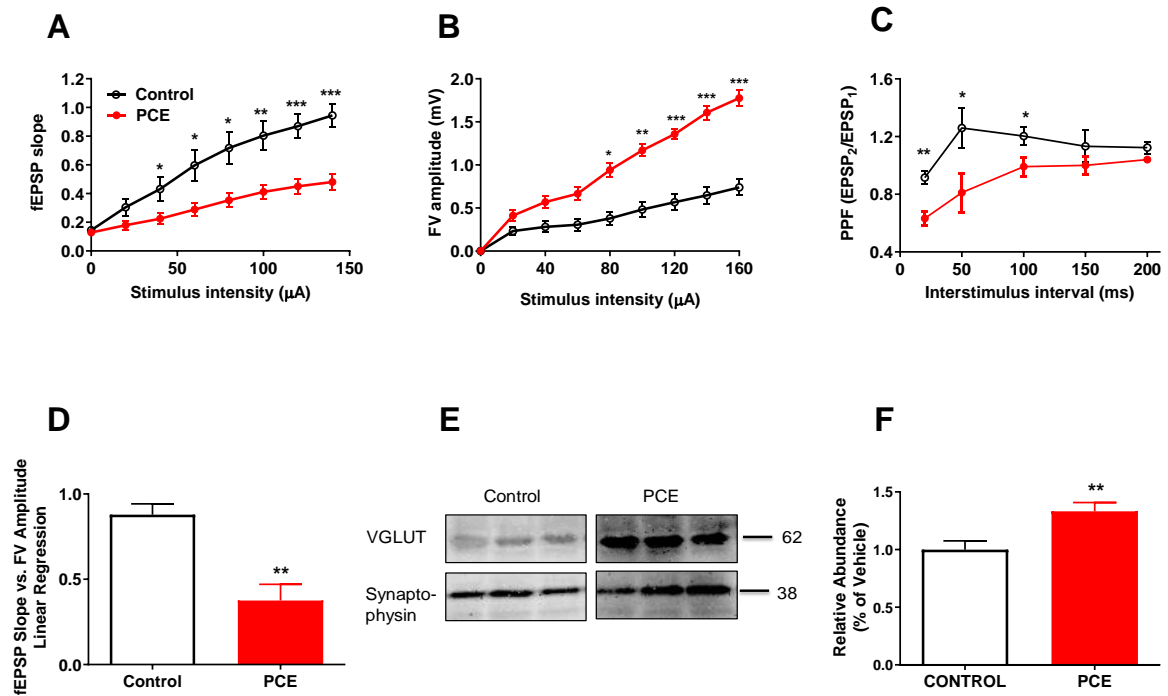 A
fEPSP slope
1.2
1.0
0.8
0.6
0.4
0.2
0.0
Control
PCE
*
*
*
**
***
***
0
50
100
150
Stimulus intensity (µA)
B
FV amplitude (mV)
2.0
1.5
1.0
0.5
0.0
*
**
***
***
***
0
40
80
120
160
Stimulus intensity (µA)
C
PPF (EPSP2/EPSP1)
1.6
1.2
0.8
0.4
**
*
*
0
50
100
150
200
Interstimulus interval (ms)
D
fEPSP Slope vs. FV Amplitude
Linear Regression
1.0
0.5
0.0
**
Control
PCE
E
Control
PCE
VGLUT
62
Synapto-
physin
38
F
Relative Abundance
(% of Vehicle)
1.5
1.0
0.5
0.0
**
CONTROL
PCE